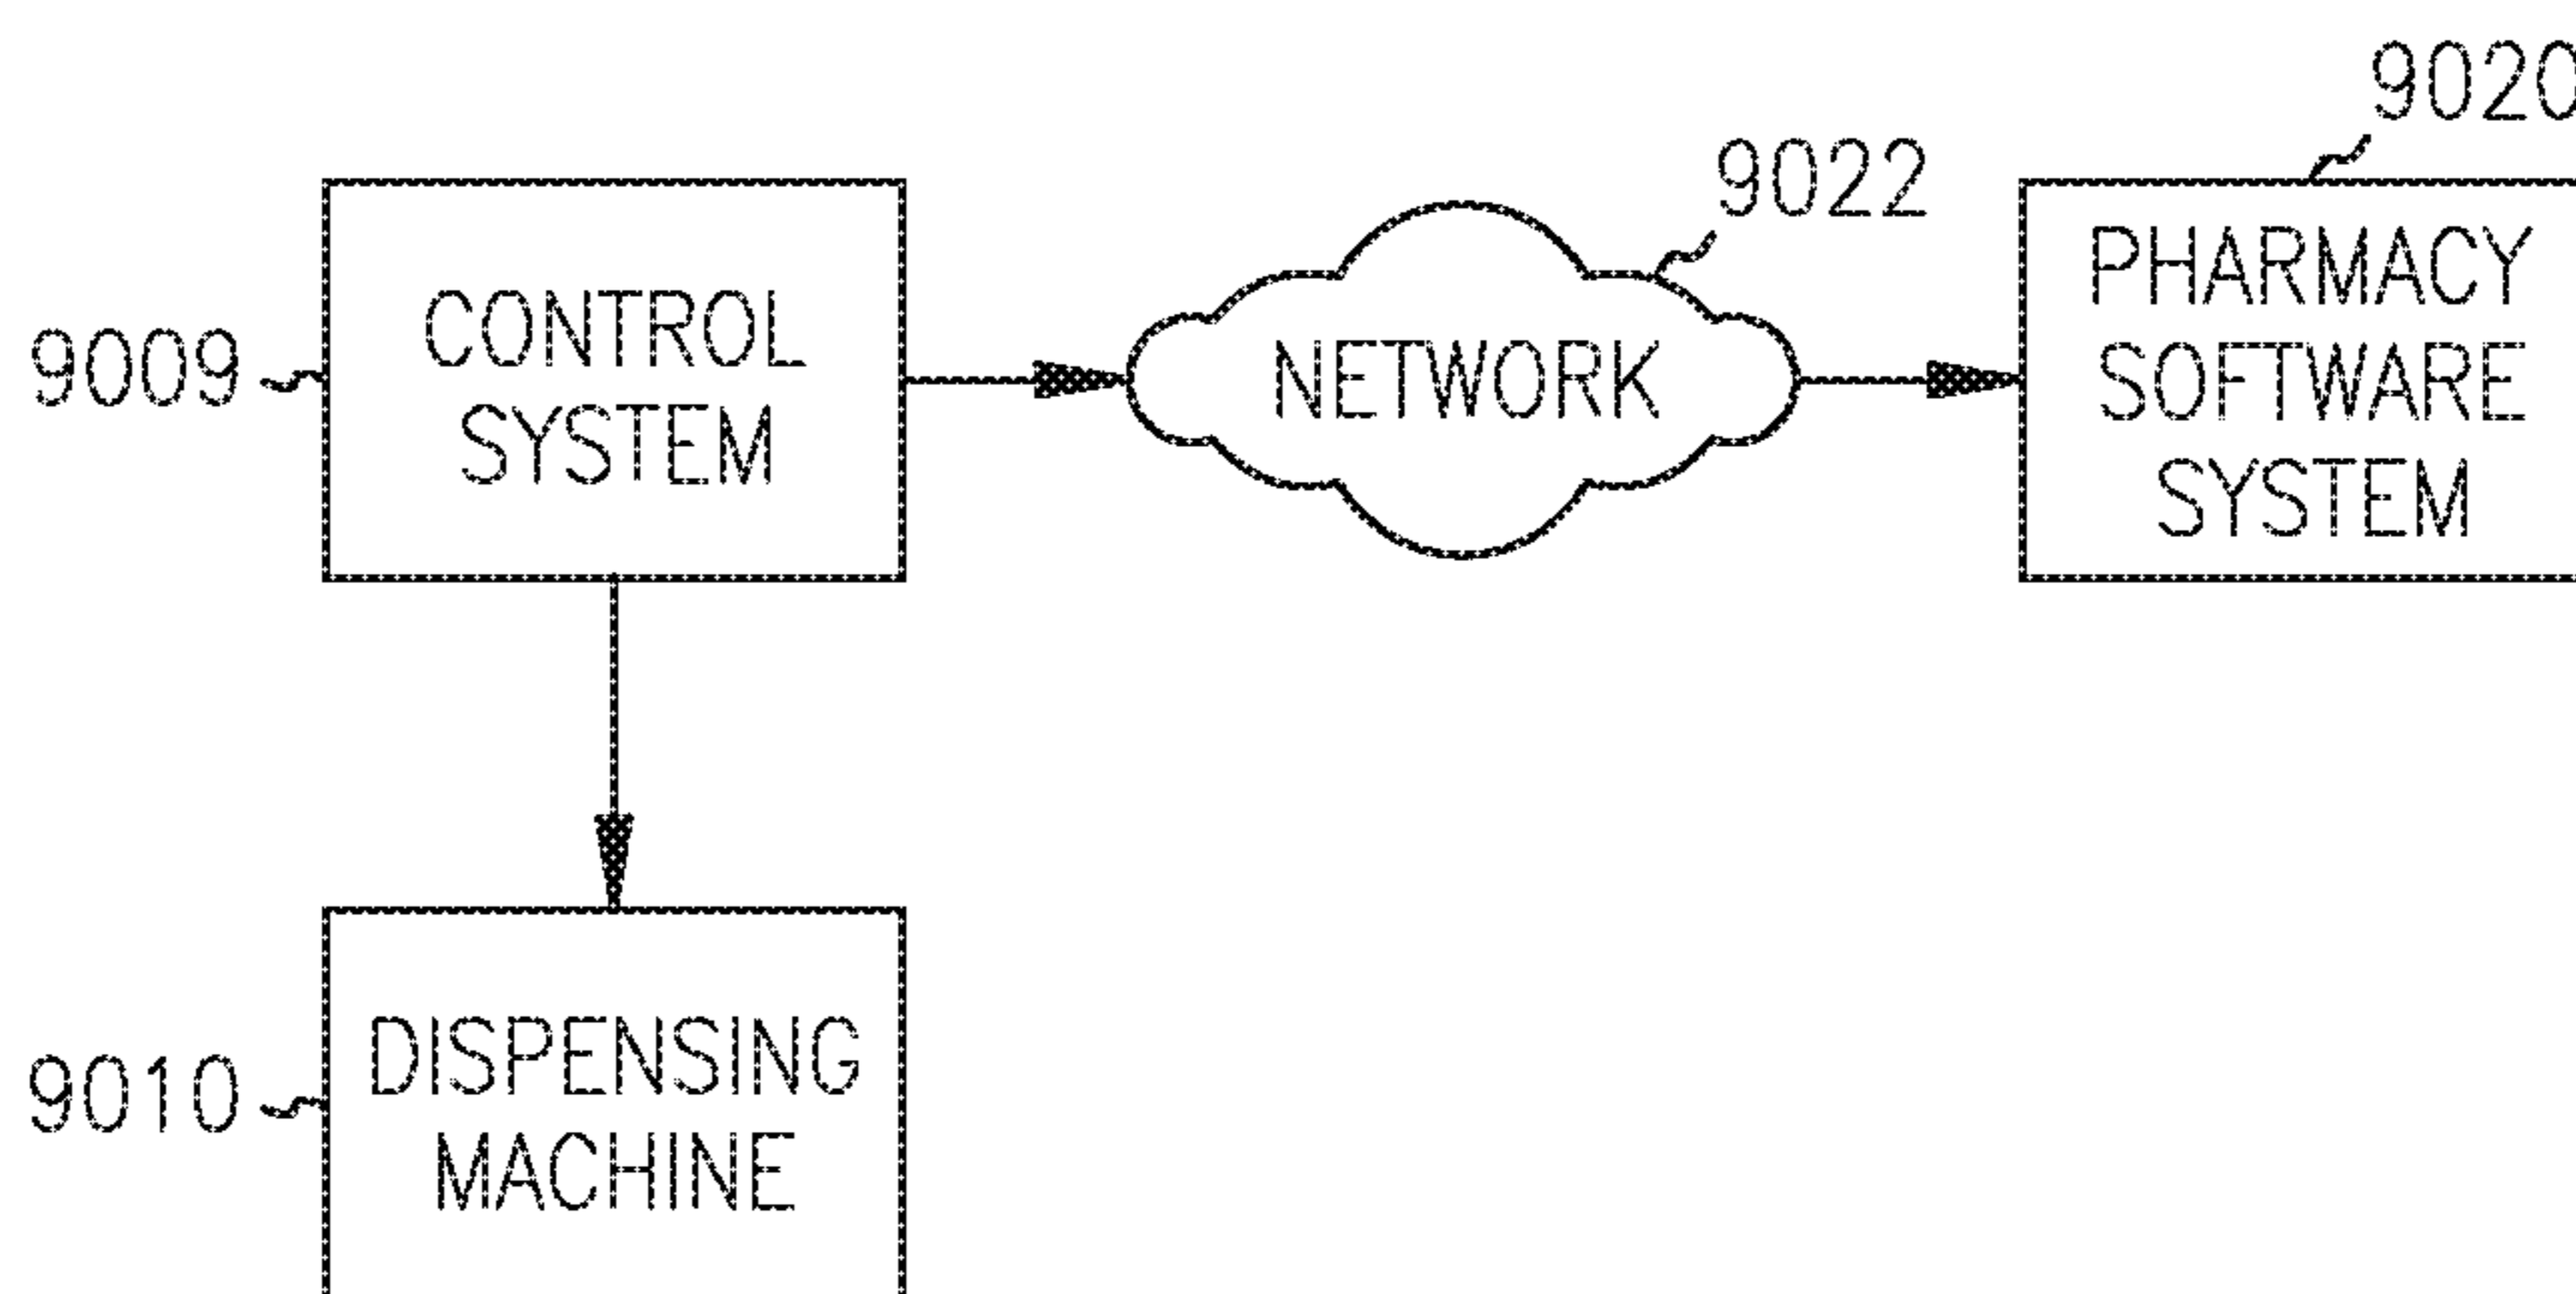 9020
9022
9009
CONTROL
SYSTEM
NETWORK
PHARMACY
SOFTWARE
SYSTEM
9010
DISPENSING
MACHINE